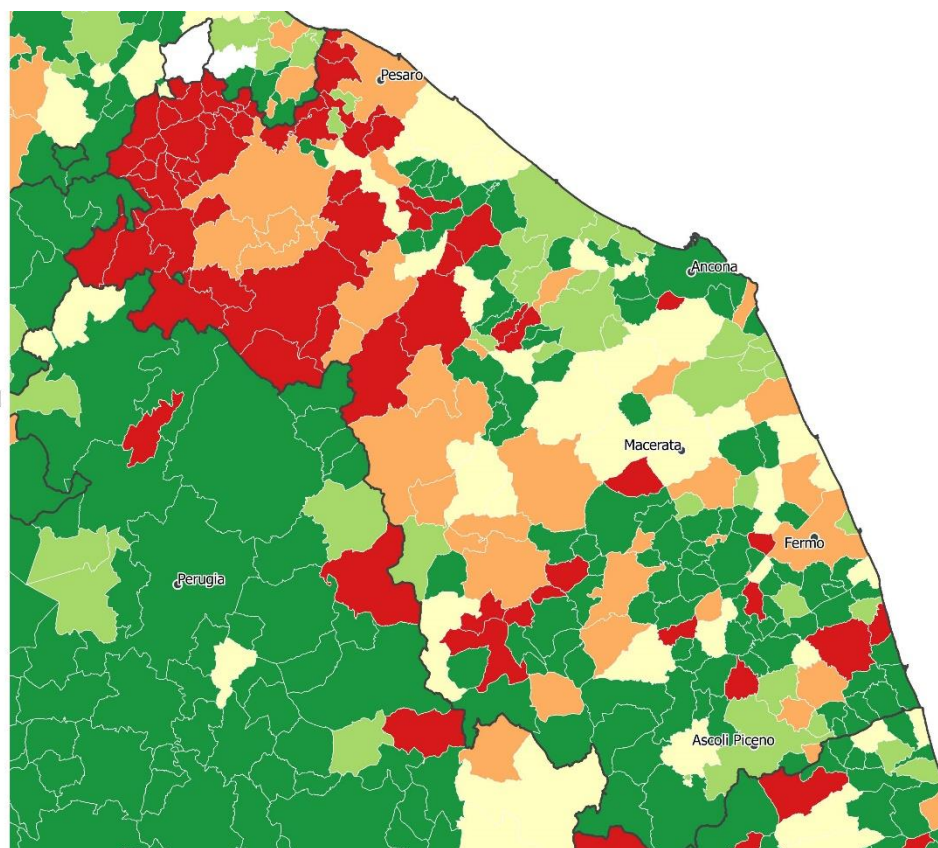 Pesaro
Ancona
Macerata
Fermo
Perugia
Ascoli Piceno